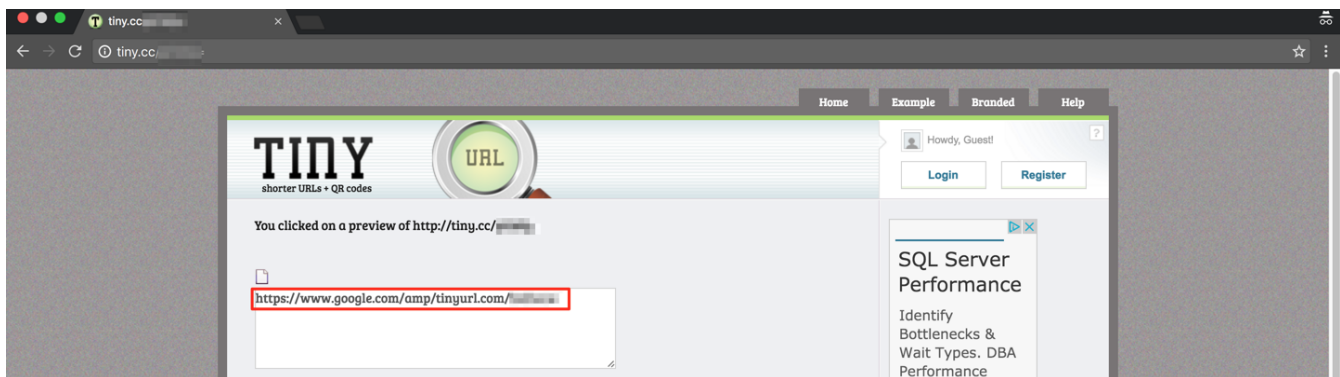 tiny.cc
tiny.cc/
Home Example Branded Help
TINY
URL
shorter URLs + QR codes
Howdy, Guest!
?
Login Register
You clicked on a preview of http://tiny.cc/
https://www.google.com/amp/tinyurl.com/
SQL Server
Performance
Identify
Bottlenecks &
Wait Types. DBA
Performance